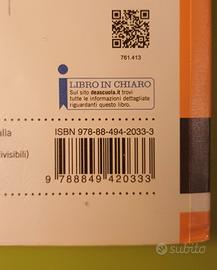 761.413
LIBRO IN CHIARO
Sul sito deascuola.it trovi
tutte le informazioni dettagliate
riguardanti questo libro.
alla
ISBN 978-88-494-2033-3
divisibili)
9 788849 420333
subito